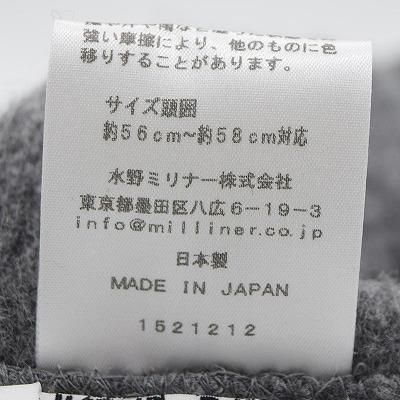 強い摩擦により、他のものに色
移りすることがあります。
サイズ頭囲
約56cm~約58cm対応
水野ミリナー株式会社
東京都墨田区八広6-19-3
info@milliner.co.jp
日本製
MADE IN JAPAN
1521212